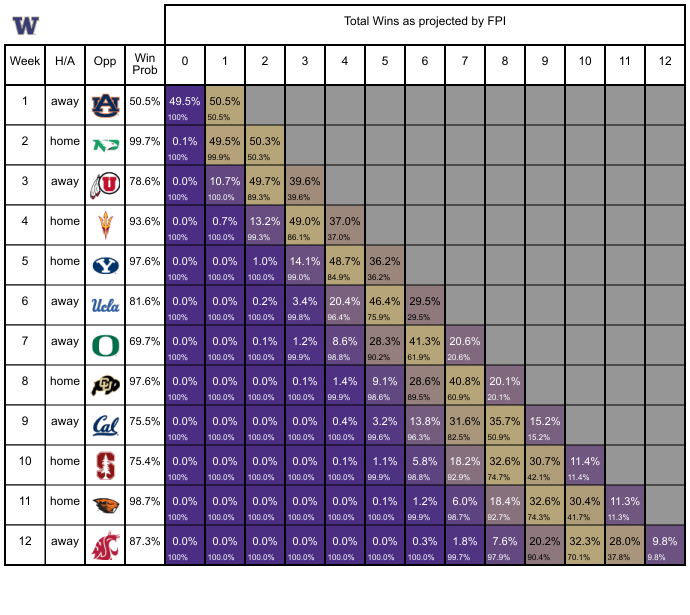 W
Total Wins as projected by FPI
Week H/A Opp Win Prob 0 1 2 3 4 5 6 7 8 9 10 11 12
1 away AU 50.5% 49.5% 50.5%
100% 50.5%
2 home 99.7% 0.1% 49.5% 50.3%
100% 99.9% 50.3%
3 away U 78.6% 0.0% 10.7% 49.7% 39.6%
100% 100.0% 89.3% 39.6%
4 home 93.6% 0.0% 0.7% 13.2% 49.0% 37.0%
100% 100.0% 99.3% 86.1% 37.0%
5 home Y 97.6% 0.0% 0.0% 1.0% 14.1% 48.7% 36.2%
100% 100.0% 100.0% 99.0% 84.9% 36.2%
6 away Ucla 81.6% 0.0% 0.0% 0.2% 3.4% 20.4% 46.4% 29.5%
100% 100.0% 100.0% 99.8% 96.4% 75.9% 29.5%
7 away O 69.7% 0.0% 0.0% 0.1% 1.2% 8.6% 28.3% 41.3% 20.6%
100% 100.0% 100.0% 99.9% 98.8% 90.2% 61.9% 20.6%
8 home CU 97.6% 0.0% 0.0% 0.0% 0.1% 1.4% 9.1% 28.6% 40.8% 20.1%
100% 100.0% 100.0% 100.0% 99.9% 98.6% 89.5% 60.9% 20.1%
9 away Cal 75.5% 0.0% 0.0% 0.0% 0.0% 0.4% 3.2% 13.8% 31.6% 35.7% 15.2%
100% 100.0% 100.0% 100.0% 100.0% 99.6% 96.3% 82.5% 50.9% 15.2%
10 home S 75.4% 0.0% 0.0% 0.0% 0.0% 0.1% 1.1% 5.8% 18.2% 32.6% 30.7% 11.4%
100% 100.0% 100.0% 100.0% 100.0% 99.9% 98.8% 92.9% 74.7% 42.1% 11.4%
11 home 98.7% 0.0% 0.0% 0.0% 0.0% 0.0% 0.1% 1.2% 6.0% 18.4% 32.6% 30.4% 11.3%
100% 100.0% 100.0% 100.0% 100.0% 100.0% 99.9% 98.7% 92.7% 74.3% 41.7% 11.3%
12 away 87.3% 0.0% 0.0% 0.0% 0.0% 0.0% 0.0% 0.3% 1.8% 7.6% 20.2% 32.3% 28.0% 9.8%
100% 100.0% 100.0% 100.0% 100.0% 100.0% 100.0% 99.7% 97.9% 90.4% 70.1% 37.8% 9.8%